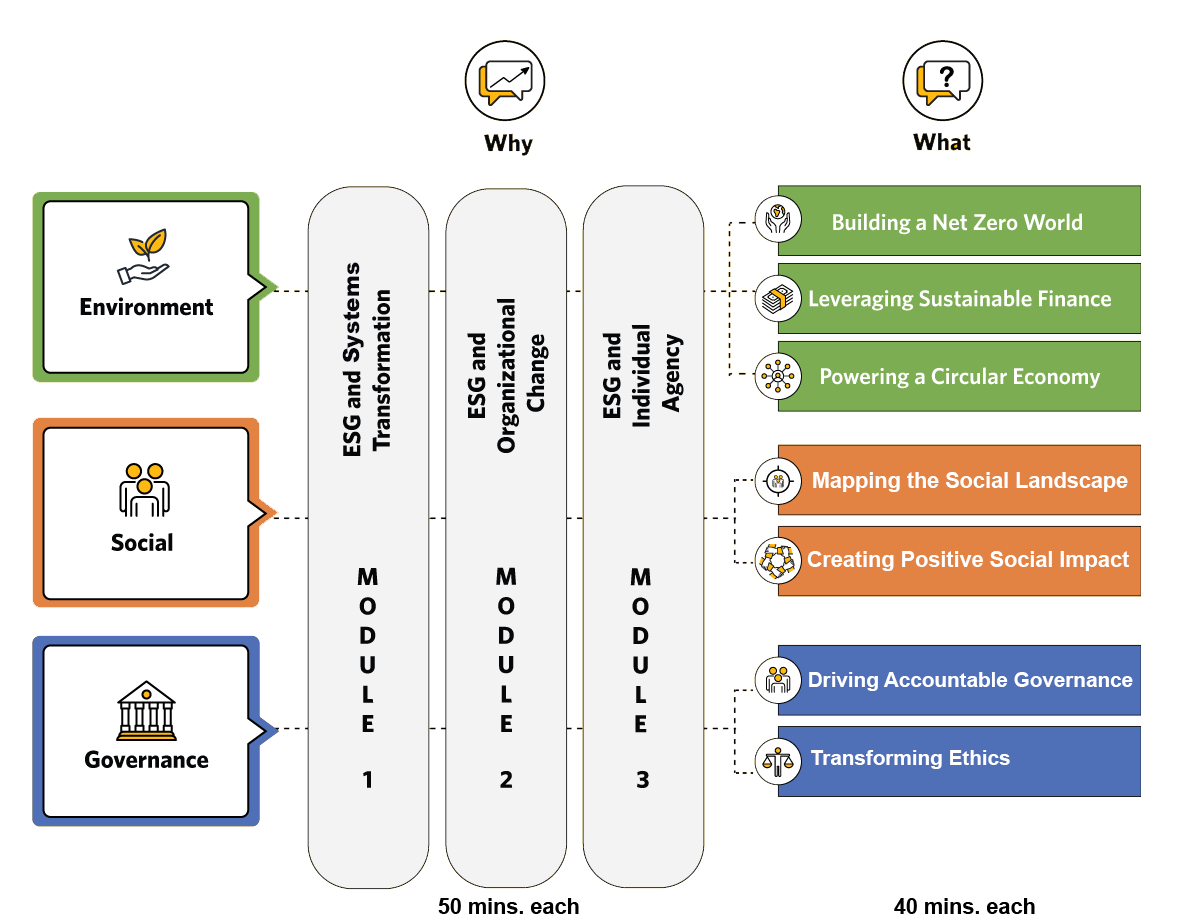 Why
What
?
Environment
Social
Governance
ESG and Systems
Transformation
MODULE
1
ESG and
Organizational
Change
MODULE
2
ESG and
Individual
Agency
MODULE
3
Building a Net Zero World
Leveraging Sustainable Finance
Powering a Circular Economy
Mapping the Social Landscape
Creating Positive Social Impact
Driving Accountable Governance
Transforming Ethics
50 mins. each
40 mins. each